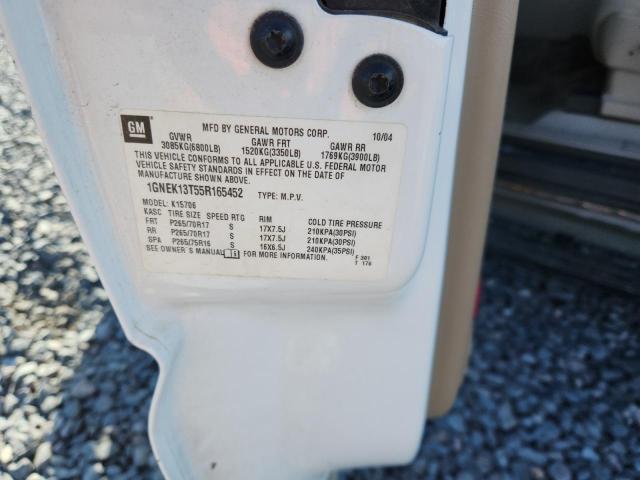 GM
MFD BY GENERAL MOTORS CORP. 10/04
GVWR GAWR FRT GAWR RR
3085KG(6800LB) 1520KG(3350LB) 1769KG(3900LB)
THIS VEHICLE CONFORMS TO ALL APPLICABLE U.S. FEDERAL MOTOR
VEHICLE SAFETY STANDARDS IN EFFECT ON THE DATE OF
MANUFACTURE SHOWN ABOVE.
1GNEK13T55R165452 TYPE: M.P.V.
MODEL: K15706
KASC TIRE SIZE SPEED RTG RIM COLD TIRE PRESSURE
FRT P265/70R17 S 17X7.5J 210KPA(30PSI)
RR P265/70R17 S 17X7.5J 210KPA(30PSI)
SPA P265/75R16 S 16X6.5J 240KPA(35PSI)
SEE OWNER'S MANUAL FOR MORE INFORMATION. F 301
T 176